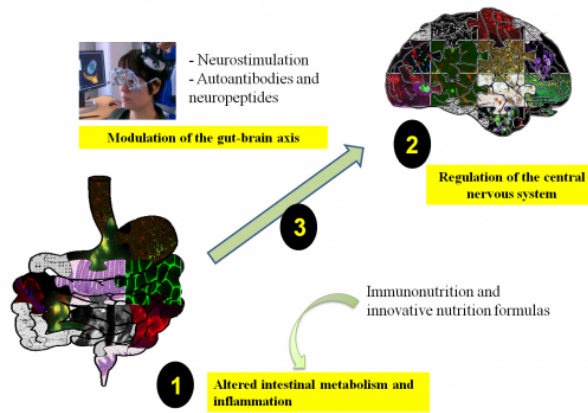 - Neurostimulation
- Autoantibodies and
neuropeptides
Modulation of the gut-brain axis
2
Regulation of the central
nervous system
3
Immunonutrition and
innovative nutrition formulas
1
Altered intestinal metabolism and
inflammation